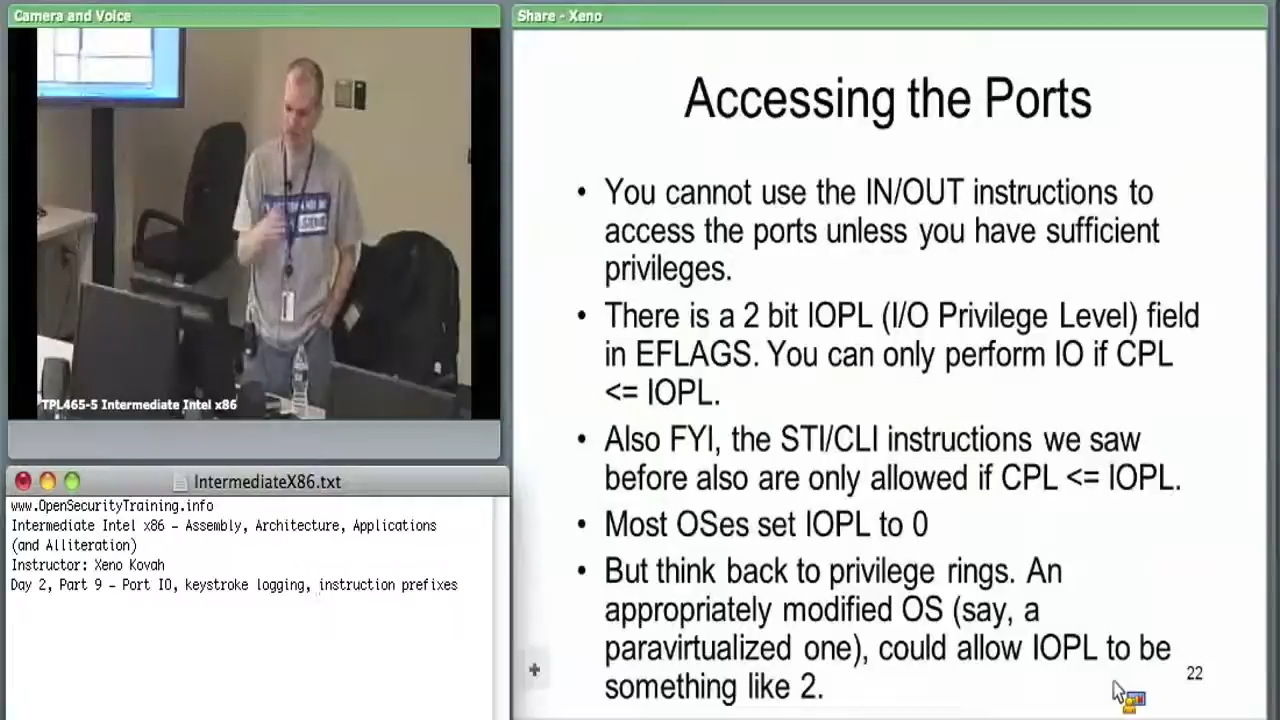 Camera and Voice
TPL465-5 Intermediate Intel x86
IntermediateX86.txt
www.OpenSecurityTraining.info
Intermediate Intel x86 – Assembly, Architecture, Applications
(and Alliteration)
Instructor: Xeno Kovah
Day 2, Part 9 – Port IO, keystroke logging, instruction prefixes
Share - Xeno
Accessing the Ports
• You cannot use the IN/OUT instructions to
access the ports unless you have sufficient
privileges.
• There is a 2 bit IOPL (I/O Privilege Level) field
in EFLAGS. You can only perform IO if CPL
<= IOPL.
• Also FYI, the STI/CLI instructions we saw
before also are only allowed if CPL <= IOPL.
• Most OSes set IOPL to 0
• But think back to privilege rings. An
appropriately modified OS (say, a
paravirtualized one), could allow IOPL to be
something like 2.
22